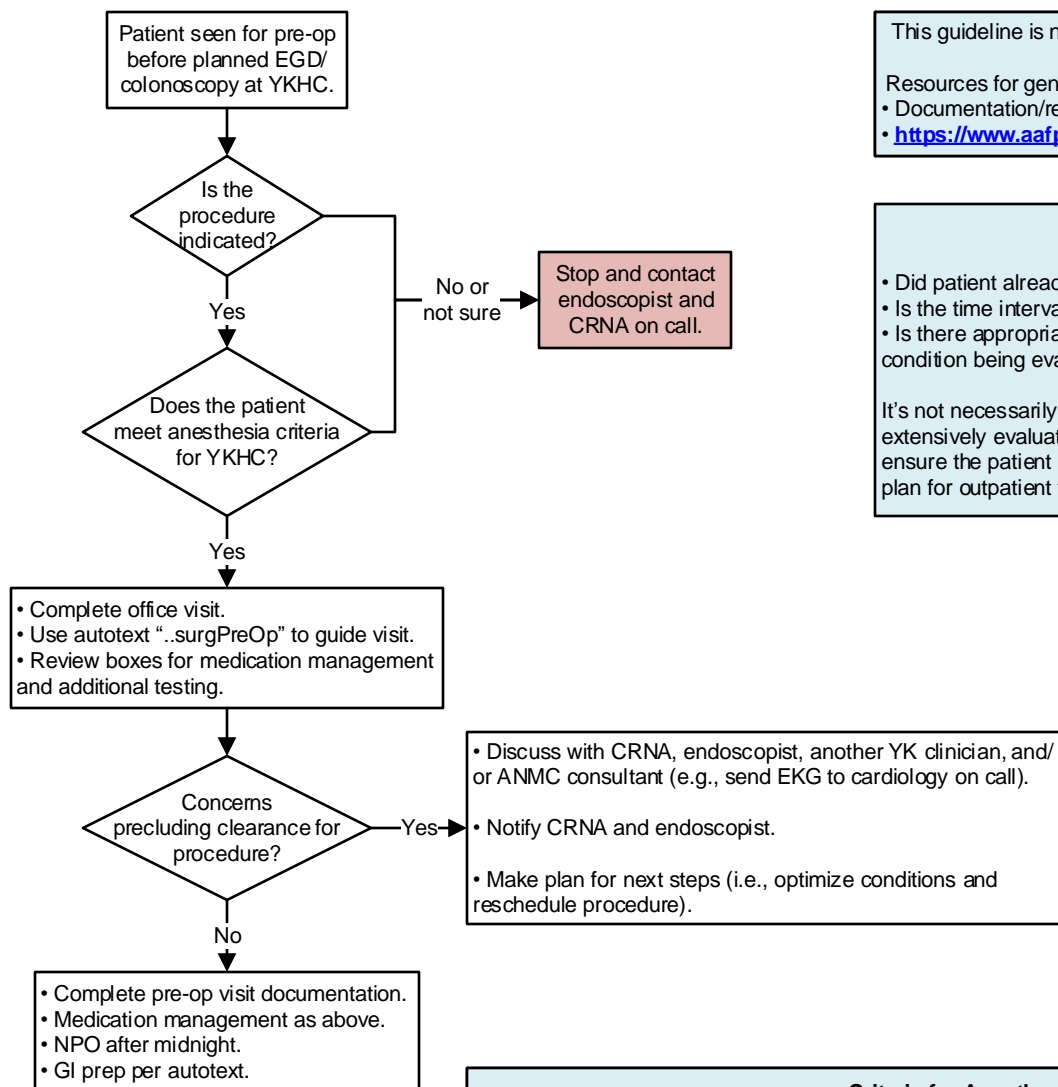 Patient seen for pre-op
before planned EGD/
colonoscopy at YKHC.
This guideline is
Resources for
• Documentation/
• https://www.
Is the
procedure
indicated?
Yes
No or
not sure
Stop and contact
endoscopist and
CRNA on call.
• Did patient
• Is the time
• Is there
condition being
It's not necessarily
extensively
ensure the patient
plan for outpatient
Does the patient
meet anesthesia criteria
for YKHC?
Yes
• Complete office visit.
• Use autotext “..surgPreOp” to guide visit.
• Review boxes for medication management
and additional testing.
Concerns
precluding clearance for
procedure?
Yes
• Discuss with CRNA, endoscopist, another YK clinician, and/
or ANMC consultant (e.g., send EKG to cardiology on call).
• Notify CRNA and endoscopist.
• Make plan for next steps (i.e., optimize conditions and
reschedule procedure).
No
• Complete pre-op visit documentation.
• Medication management as above.
• NPO after midnight.
• GI prep per autotext.